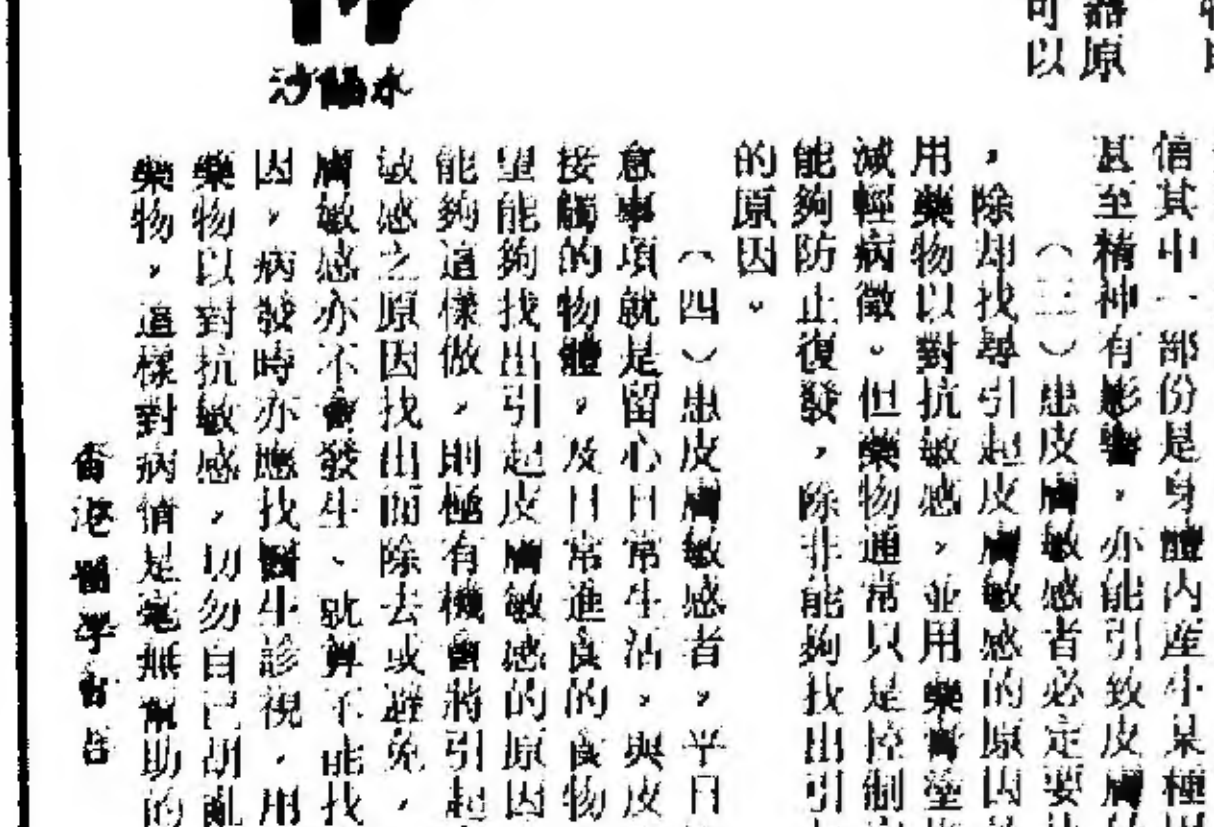 器原
可以
信其中一部份是身體內產生某種
甚至精神有影響，亦能引致皮膚
（三）患皮膚敏感者必定要
，除却找尋引起皮膚敏感的原因
用藥物以對抗敏感，並用藥膏塗
減輕病徵。但藥物通常只是控制
能夠防止復發，除非能夠找出引
的原因。
（四）患皮膚敏感者，平日
意事項就是留心日常生活，與皮
接觸的物體，及日常進食的食物
望能夠找出引起皮膚敏感的原因
能夠這樣做，則極有機會將引起
敏感之原因找出而除去或避免，
膚敏感亦不會發生、就算不能找
因，病發時亦應找醫生診視，用
藥物以對抗敏感，切勿自己胡亂
藥物，這樣對病情是毫無幫助的
沙陽水
香港醫學會告